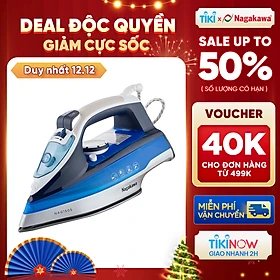 DEAL ĐỘC QUYỀN
GIẢM CỰC SỐC
Duy nhất 12.12
TIKI x Nagakawa
SALE UP TO
50%
( SỐ LƯỢNG CÓ HẠN )
VOUCHER
40K
CHO ĐƠN HÀNG
TỪ 499K
MIỄN PHÍ
VẬN CHUYỂN
TIKINOW
GIAO NHANH 2H
Nagakawa